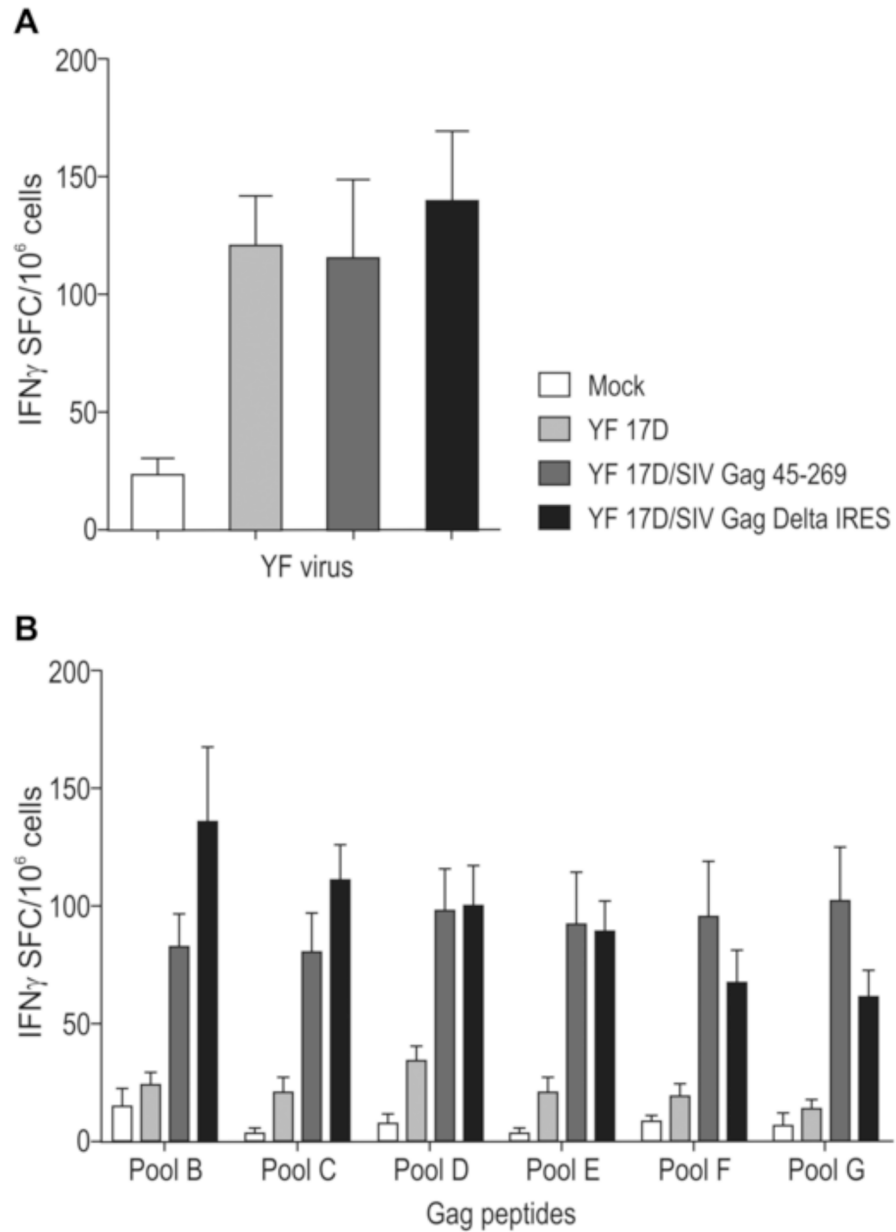 A
200
150
100
50
0
IFNγ SFC/10⁶ cells
YF virus
Mock
YF 17D
YF 17D/SIV Gag 45-269
YF 17D/SIV Gag Delta IRES
B
200
150
100
50
0
IFNγ SFC/10⁶ cells
Pool B Pool C Pool D Pool E Pool F Pool G
Gag peptides